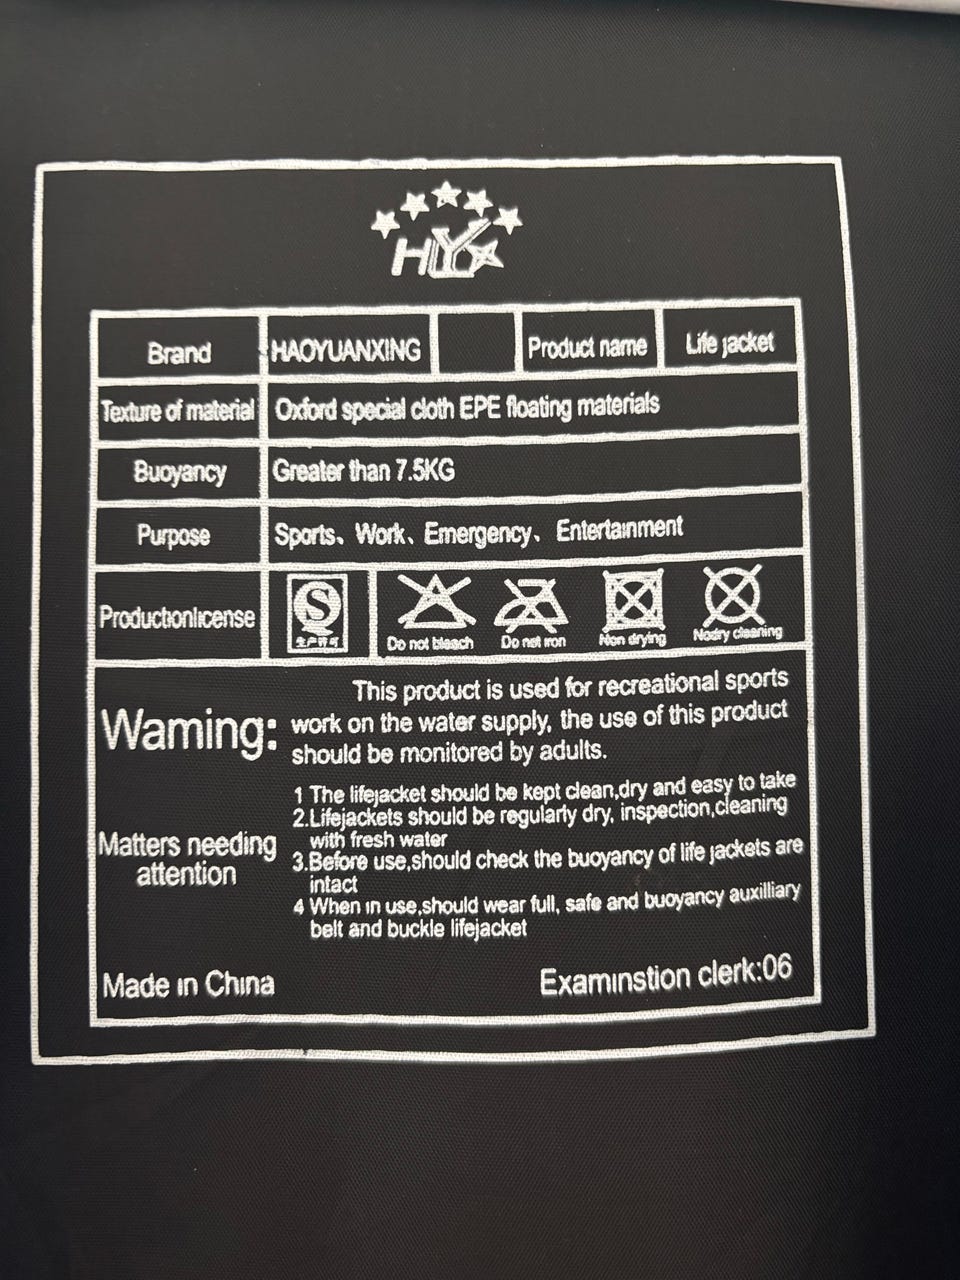 HYX
Brand HAOYUANXING Product name Life jacket
Texture of material Oxford special cloth EPE floating materials
Buoyancy Greater than 7.5KG
Purpose Sports、Work、Emergency、Entertainment
Productionlicense S
生产许可
Do not bleach Do not iron Non drying Nodry cleaning
Warning:
This product is used for recreational sports
work on the water supply, the use of this product
should be monitored by adults.
Matters needing
attention
1 The lifejacket should be kept clean,dry and easy to take
2.Lifejackets should be regularly dry, inspection,cleaning
with fresh water
3.Before use,should check the buoyancy of life jackets are
intact
4 When in use,should wear full, safe and buoyancy auxilliary
belt and buckle lifejacket
Made in China Examinstion clerk:06